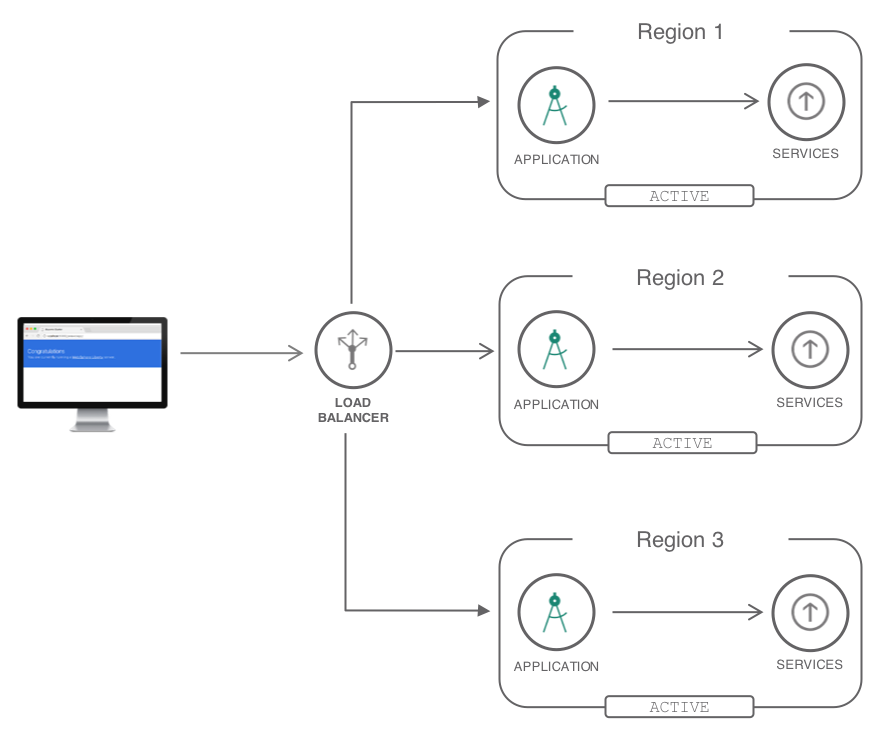 Region 1
APPLICATION
SERVICES
ACTIVE
Region 2
Congratulations
LOAD
BALANCER
APPLICATION
SERVICES
ACTIVE
Region 3
APPLICATION
SERVICES
ACTIVE